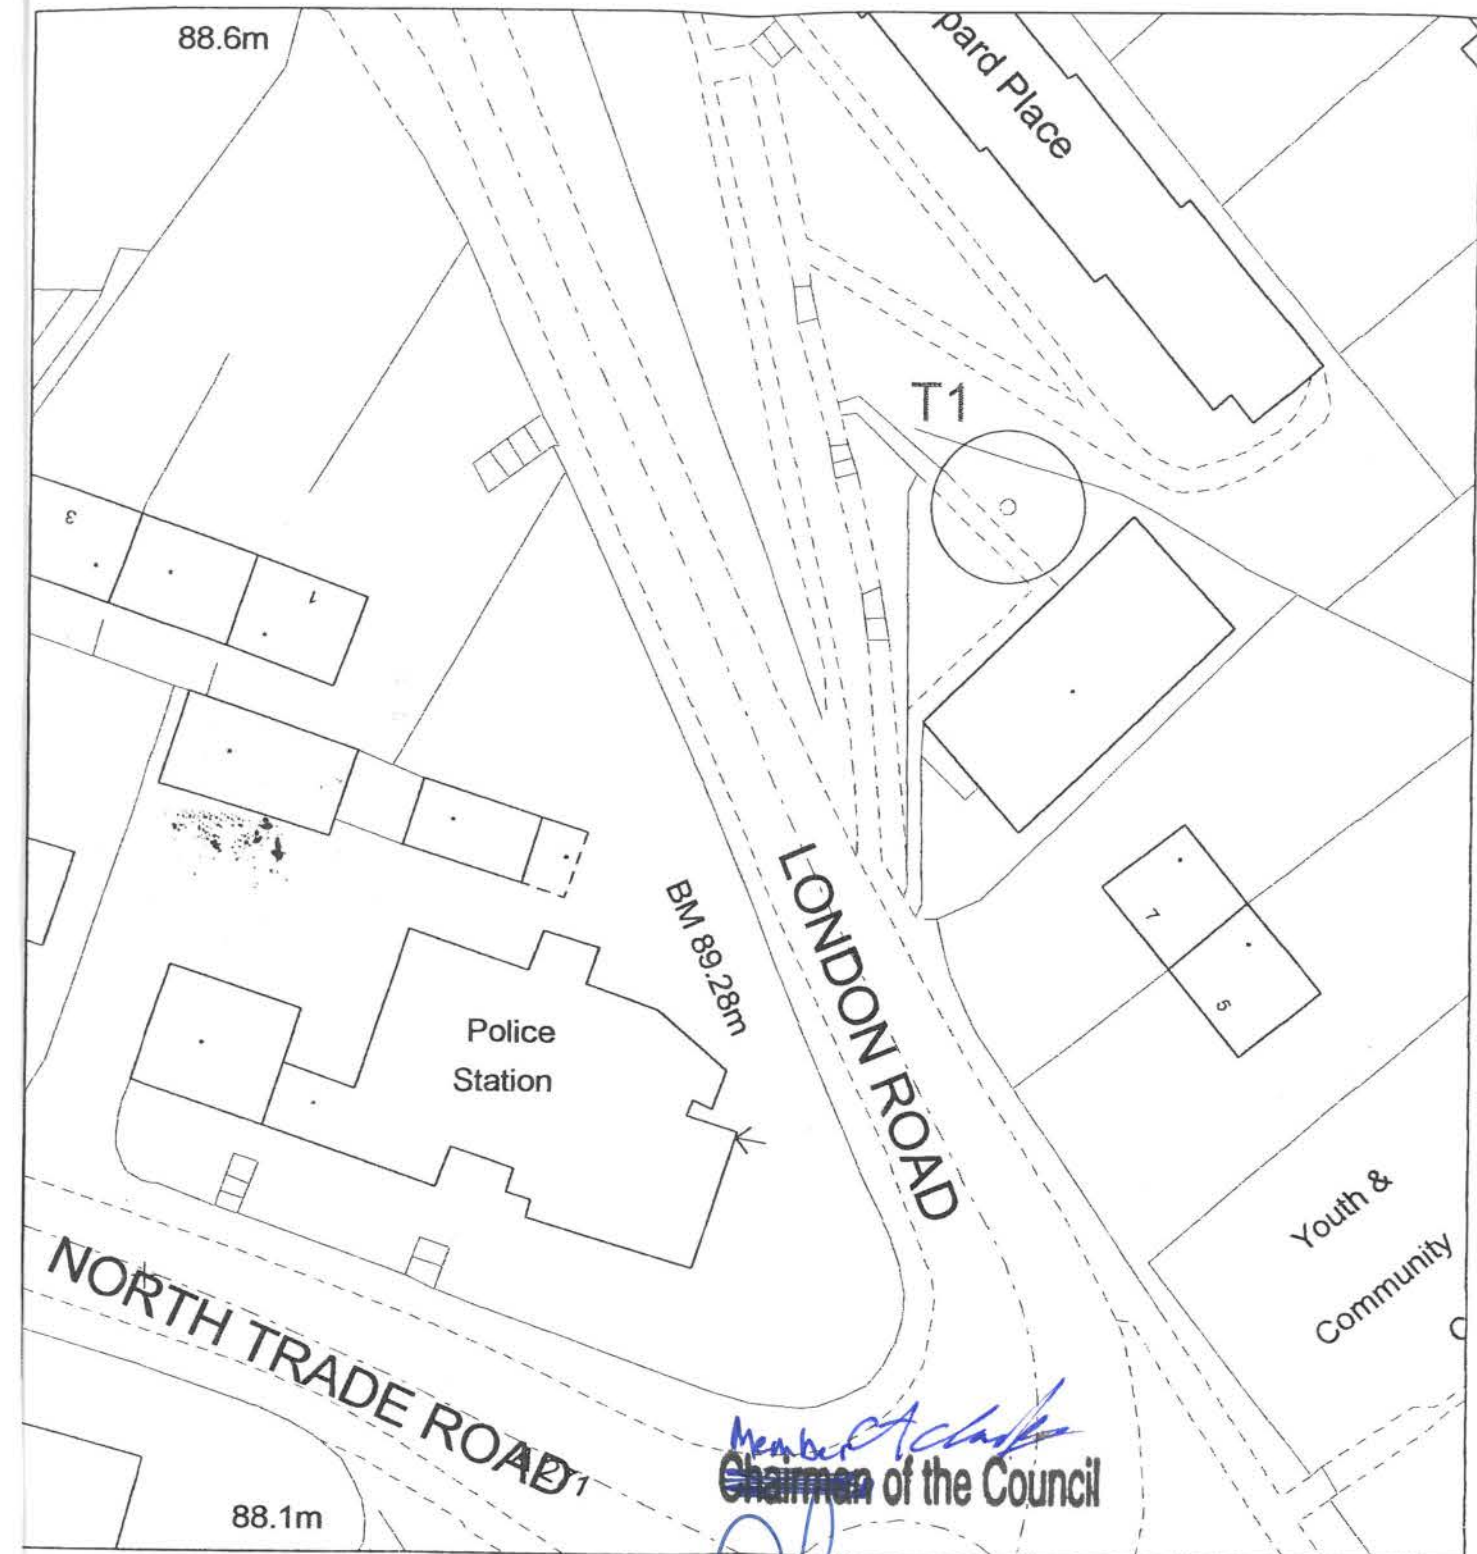 88.6m
pard Place
T1
3
1
BM 89.28m
LONDON ROAD
Police
Station
7
5
Youth &
Community
C
NORTH TRADE ROAD
A271
88.1m
Member
Chairman of the Council